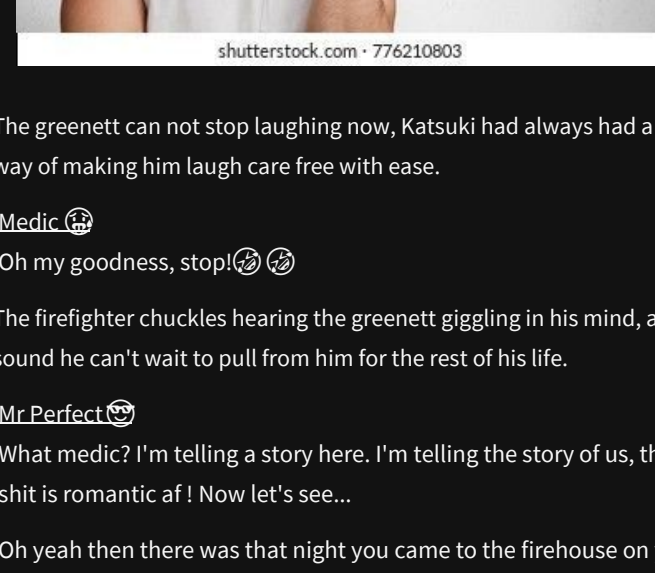 shutterstock.com · 776210803
The greenett can not stop laughing now, Katsuki had always had a
way of making him laugh care free with ease.
Medic 🤮
Oh my goodness, stop!🤣 🤣
The firefighter chuckles hearing the greenett giggling in his mind, a
sound he can't wait to pull from him for the rest of his life.
Mr Perfect😎
What medic? I'm telling a story here. I'm telling the story of us, th
shit is romantic af ! Now let's see...
Oh yeah then there was that night you came to the firehouse on